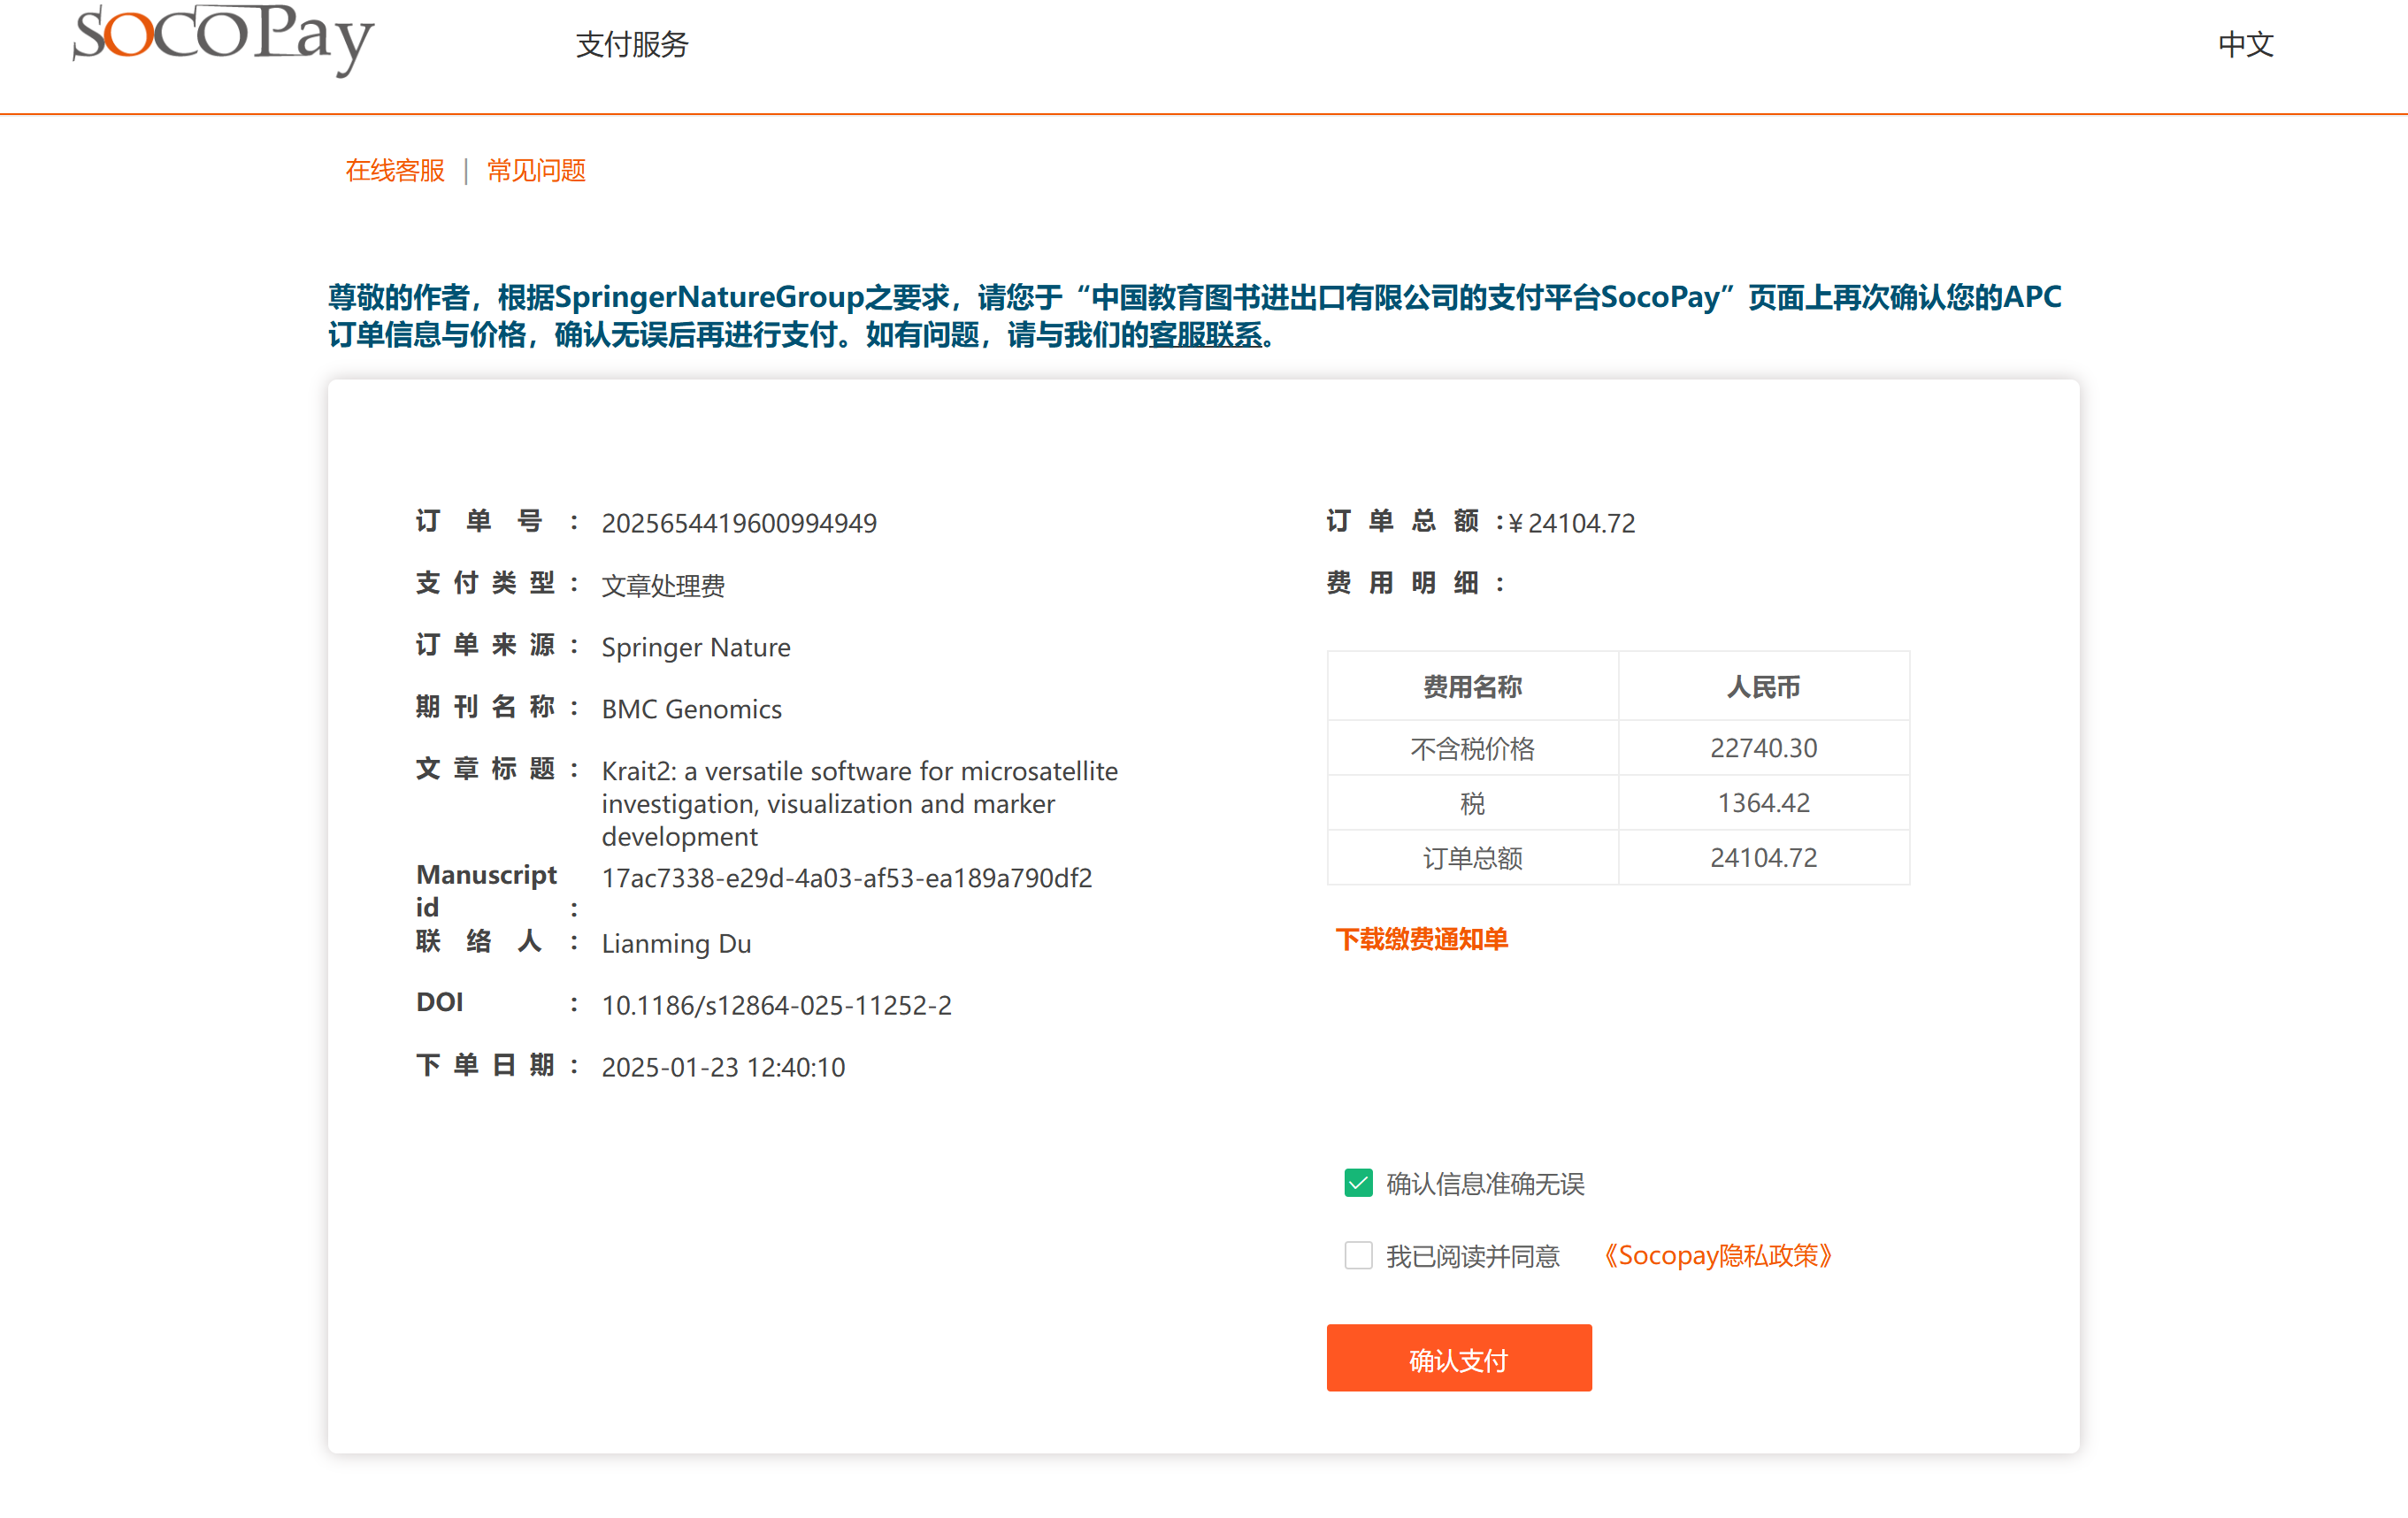 SOCOPay
支付服务
中文
在线客服 | 常见问题
尊敬的作者，根据SpringerNatureGroup之要求，请您于“中国教育图书进出口有限公司的支付平台SocoPay”页面上再次确认您的APC
订单信息与价格，确认无误后再进行支付。如有问题，请与我们的客服联系。
订单号： 2025654419600994949
支付类型： 文章处理费
订单来源： Springer Nature
期刊名称： BMC Genomics
文章标题： Krait2: a versatile software for microsatellite
investigation, visualization and marker
development
Manuscript
id : 17ac7338-e29d-4a03-af53-ea189a790df2
联络人： Lianming Du
DOI : 10.1186/s12864-025-11252-2
下单日期： 2025-01-23 12:40:10
订单总额：¥24104.72
费用明细：
费用名称 人民币
不含税价格 22740.30
税 1364.42
订单总额 24104.72
下载缴费通知单
确认信息准确无误
我已阅读并同意 《Socopay隐私政策》
确认支付